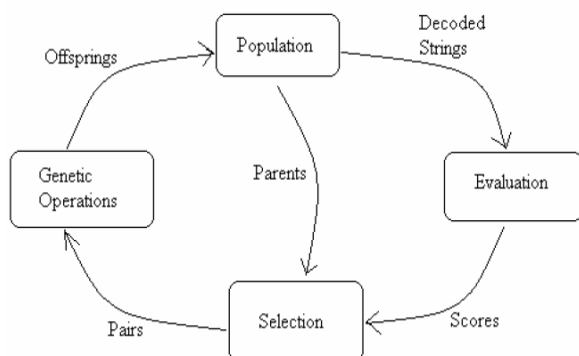 Decoded
Strings
Offsprings
Population
Genetic
Operations
Parents
Evaluation
Pairs
Selection
Scores